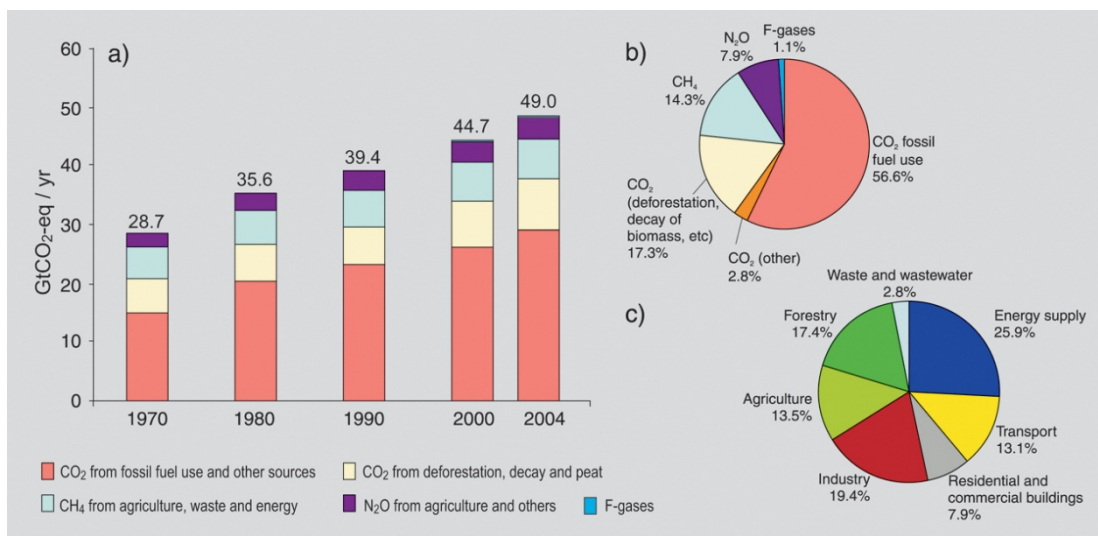 a)
GtCO₂-eq / yr
60
50
40
30
20
10
0
28.7
35.6
39.4
44.7
49.0
1970
1980
1990
2000
2004
CO₂ from fossil fuel use and other sources
CO₂ from deforestation, decay and peat
CH₄ from agriculture, waste and energy
N₂O from agriculture and others
F-gases
b)
F-gases
1.1%
N₂O
7.9%
CH₄
14.3%
CO₂ fossil
fuel use
56.6%
CO₂
(deforestation,
decay of
biomass, etc)
17.3%
CO₂ (other)
2.8%
c)
Waste and wastewater
2.8%
Forestry
17.4%
Energy supply
25.9%
Agriculture
13.5%
Transport
13.1%
Industry
19.4%
Residential and
commercial buildings
7.9%